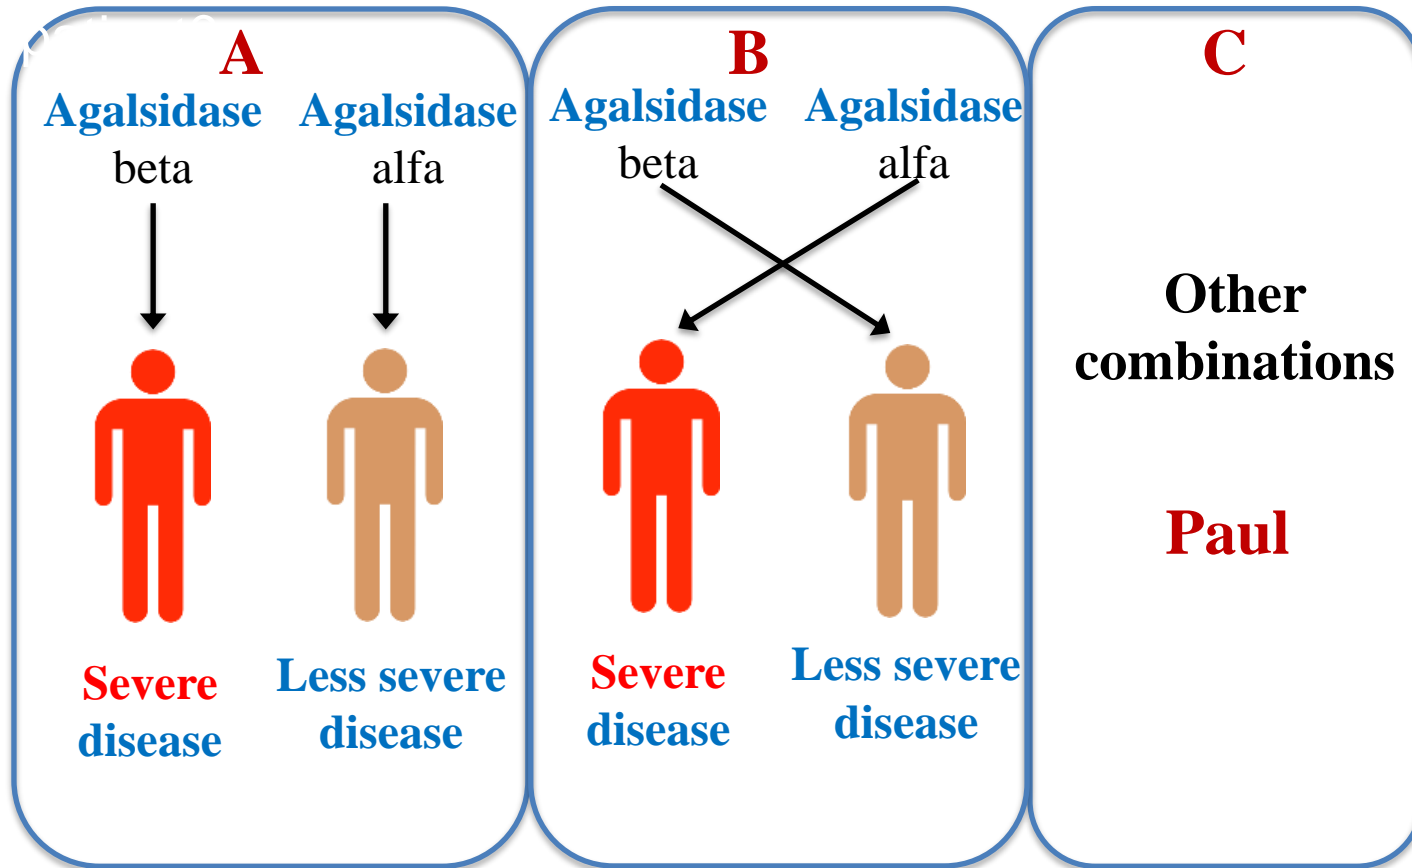 A
Agalsidase
beta
Agalsidase
alfa
Severe
disease
Less severe
disease
B
Agalsidase
beta
Agalsidase
alfa
Severe
disease
Less severe
disease
C
Other
combinations
Paul